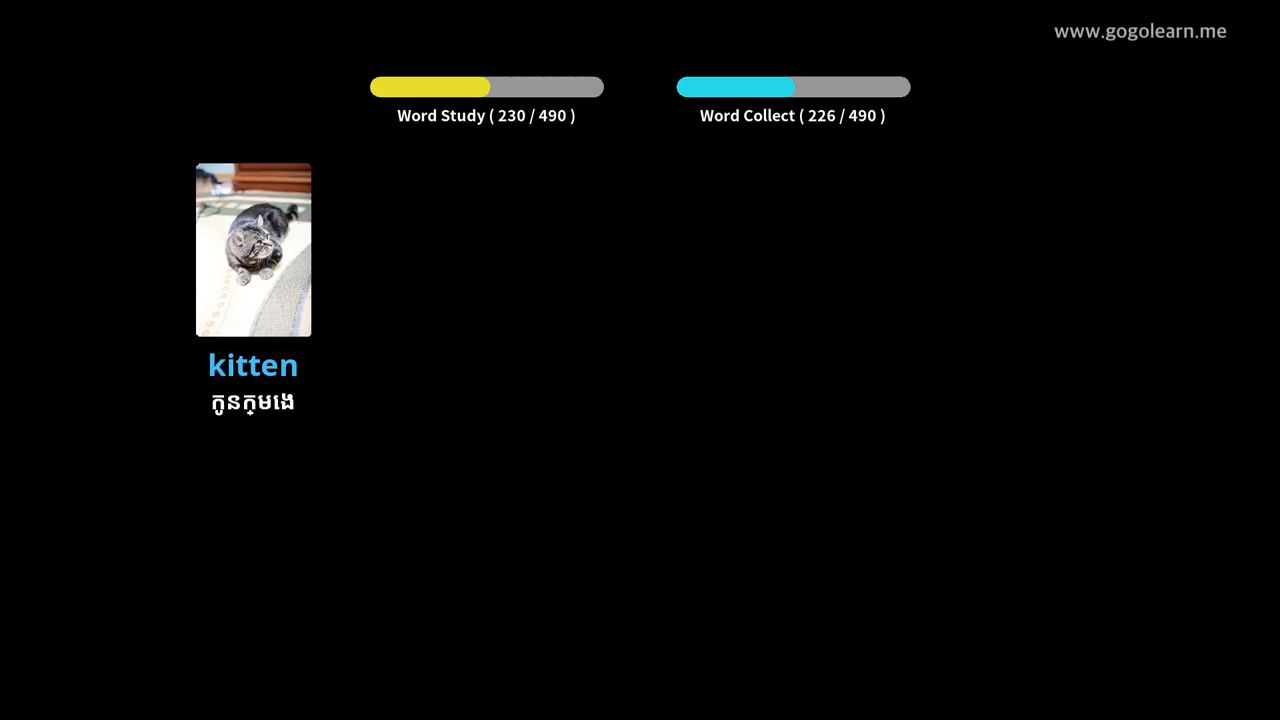 www.gogolearn.me
Word Study ( 230 / 490 )
Word Collect ( 226 / 490 )
kitten
កូនក្មេង